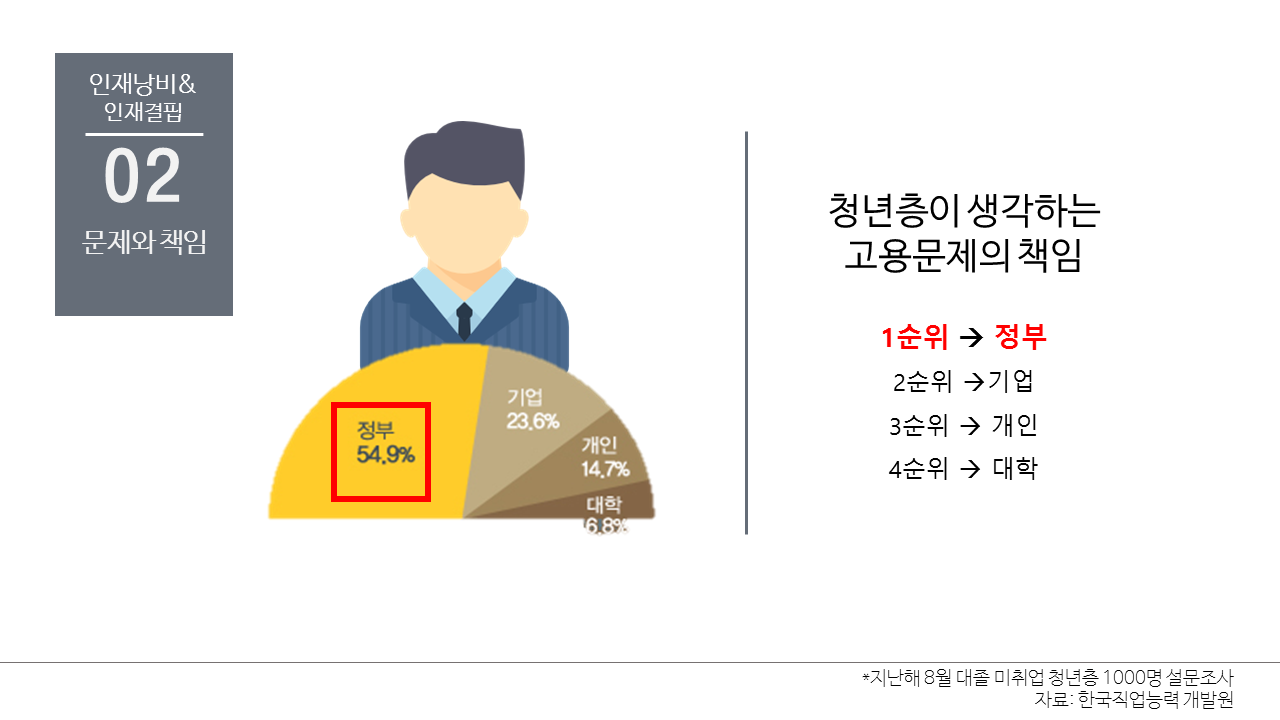 인재낭비&
인재결핍
02
문제와 책임
정부
54.9%
기업
23.6%
개인
14.7%
대학
6.8%
청년층이 생각하는
고용문제의 책임
1순위 → 정부
2순위 →기업
3순위 → 개인
4순위 → 대학
*지난해 8월 대졸 미취업 청년층 1000명 설문조사
자료: 한국직업능력 개발원